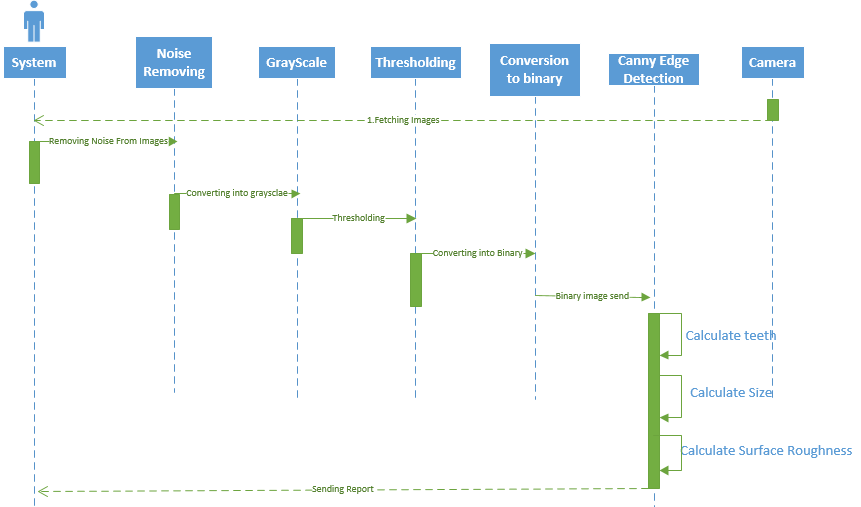 System
Noise
Removing
GrayScale
Thresholding
Conversion
to binary
Canny Edge
Detection
Camera
1.Fetching Images
Removing Noise From Images
Converting into graysclae
Thresholding
Converting into Binary
Binary image send
Calculate teeth
Calculate Size
Calculate Surface Roughness
Sending Report